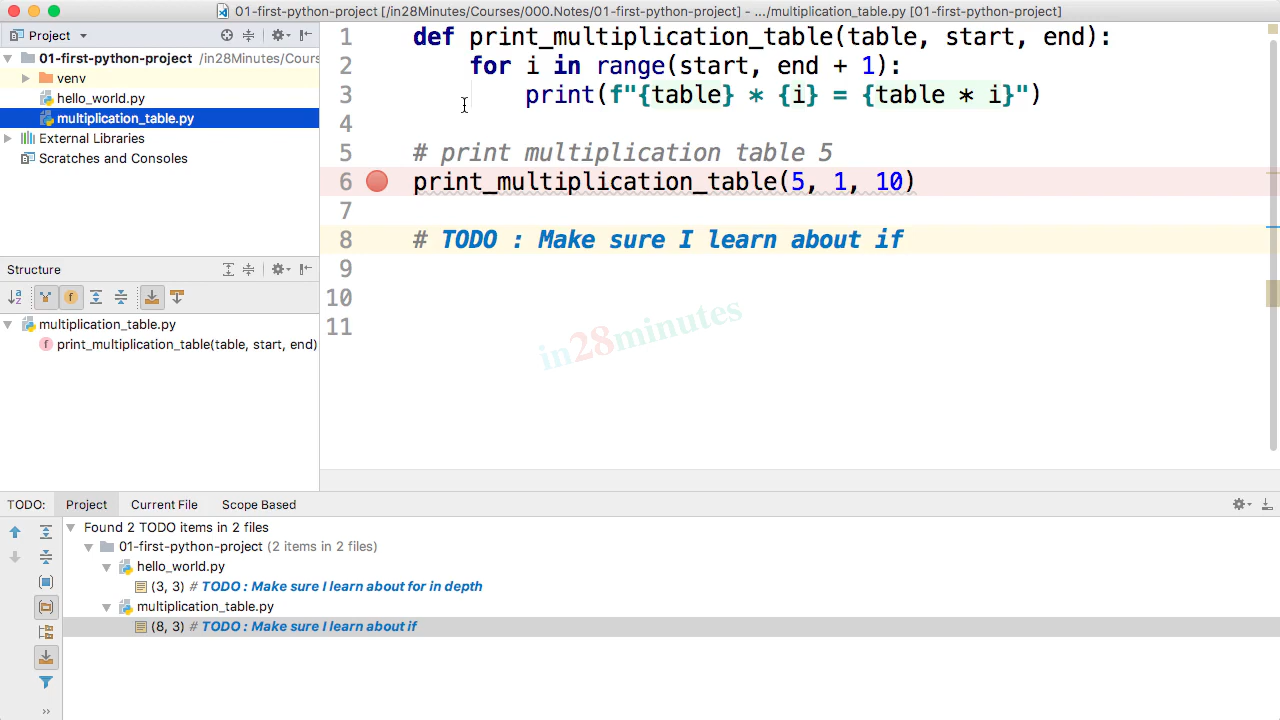 01-first-python-project [/in28Minutes/Courses/000.Notes/01-first-python-project] - .../multiplication_table.py [01-first-python-project]
Project
01-first-python-project /in28Minutes/Cours
venv
hello_world.py
multiplication_table.py
External Libraries
Scratches and Consoles
Structure
multiplication_table.py
print_multiplication_table(table, start, end)
1 def print_multiplication_table(table, start, end):
2 for i in range(start, end + 1):
3 print(f"{table} * {i} = {table * i}")
4
5 # print multiplication table 5
6 print_multiplication_table(5, 1, 10)
7
8 # TODO : Make sure I learn about if
9
10
11
in28minutes
TODO: Project Current File Scope Based
Found 2 TODO items in 2 files
01-first-python-project (2 items in 2 files)
hello_world.py
(3, 3) # TODO : Make sure I learn about for in depth
multiplication_table.py
(8, 3) # TODO : Make sure I learn about if